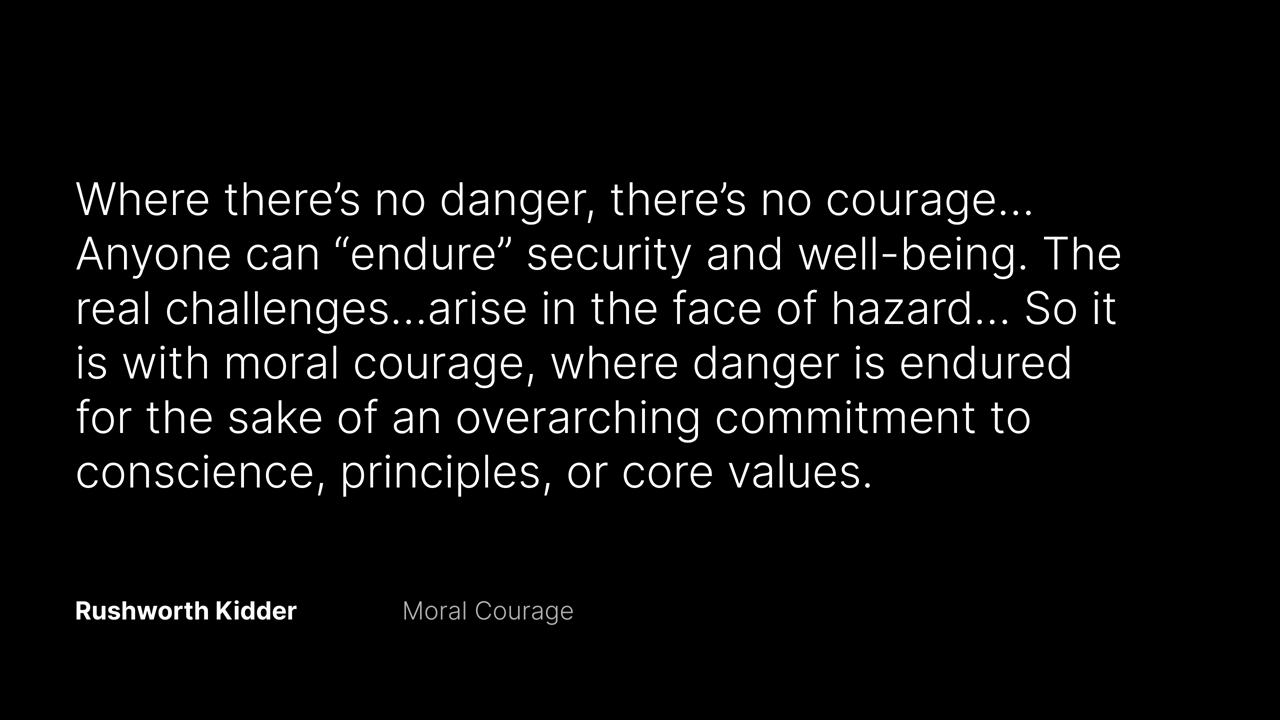 Where there’s no danger, there’s no courage...
Anyone can “endure” security and well-being. The
real challenges...arise in the face of hazard... So it
is with moral courage, where danger is endured
for the sake of an overarching commitment to
conscience, principles, or core values.
Rushworth Kidder Moral Courage